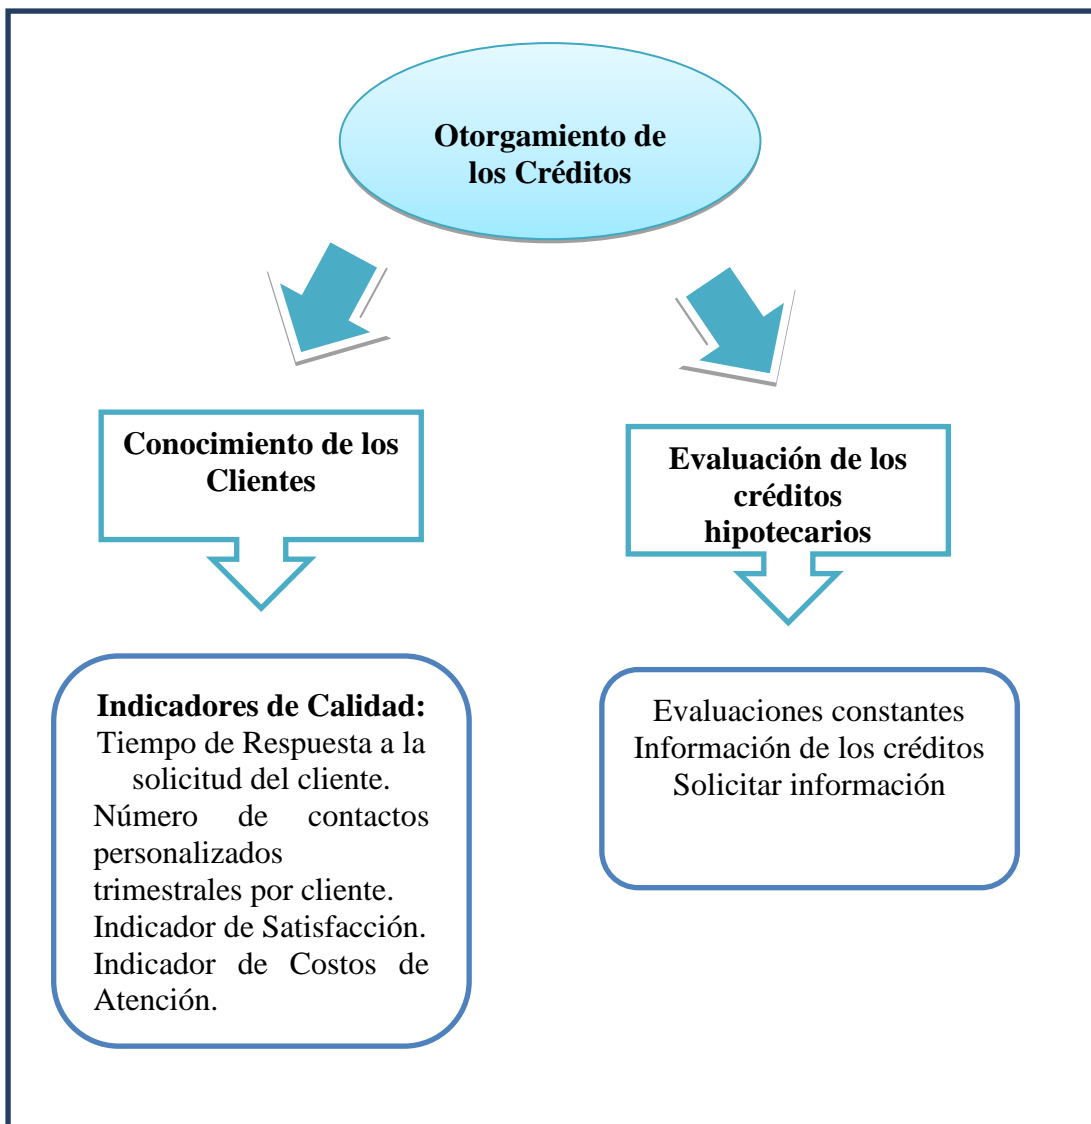 Otorgamiento de
los Créditos
Conocimiento de los
Clientes
Evaluación de los
créditos
hipotecarios
Indicadores de Calidad:
Tiempo de Respuesta a la
solicitud del cliente.
Número de contactos
personalizados
trimestrales por cliente.
Indicador de Satisfacción.
Indicador de Costos de
Atención.
Evaluaciones constantes
Información de los créditos
Solicitar información